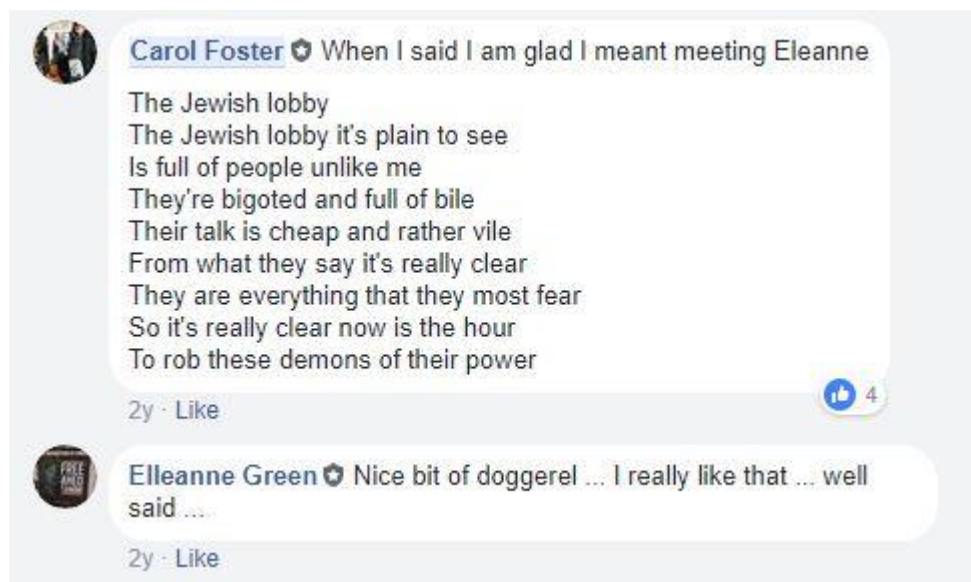 Carol Foster When I said I am glad I meant meeting Eleanne
The Jewish lobby
The Jewish lobby it's plain to see
Is full of people unlike me
They're bigoted and full of bile
Their talk is cheap and rather vile
From what they say it's really clear
They are everything that they most fear
So it's really clear now is the hour
To rob these demons of their power
4
2y · Like
Elleanne Green Nice bit of doggerel ... I really like that ... well
said ...
2y · Like